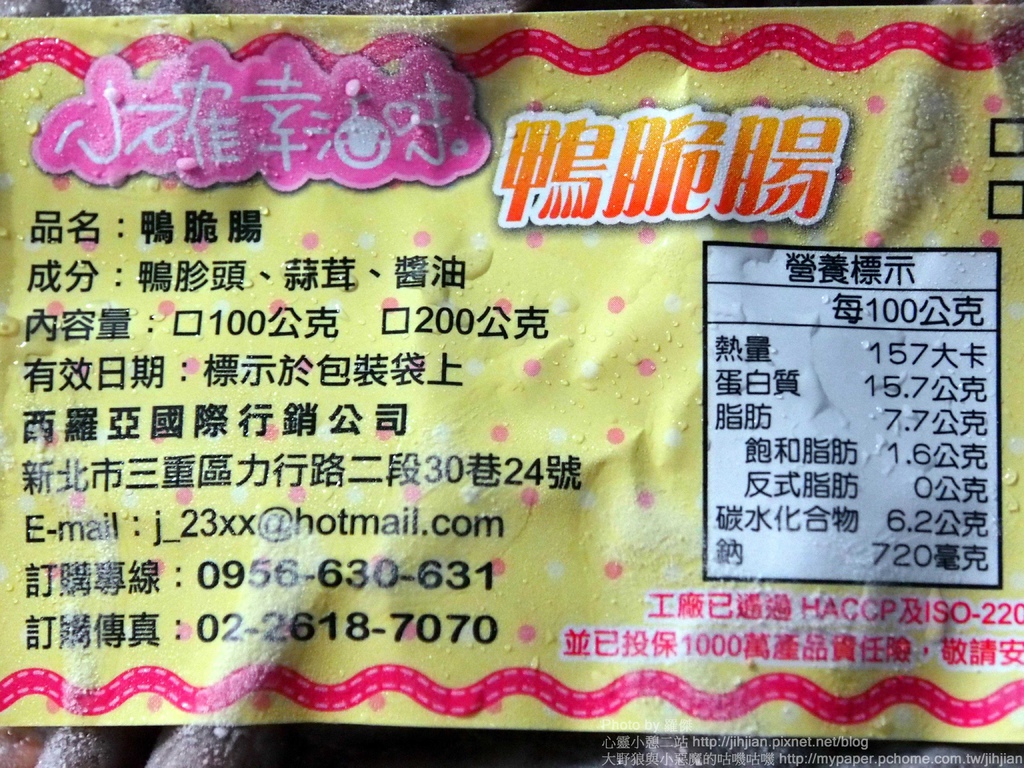 小確幸滷味
鴨脆腸
品名：鴨脆腸
成分：鴨胗頭、蒜茸、醬油
內容量：口100公克 口200公克
有效日期：標示於包裝袋上
西羅亞國際行銷公司
新北市三重區力行路二段30巷24號
E-mail：j_23xx@hotmail.com
訂購專線：0956-630-631
訂購傳真：02-2618-7070
營養標示
每100公克
熱量 157大卡
蛋白質 15.7公克
脂肪 7.7公克
飽和脂肪 1.6公克
反式脂肪 0公克
碳水化合物 6.2公克
鈉 720毫克
工廠已通過 HACCP及ISO-220
並已投保1000萬產品責任險，敬請安
Photo by 羅傑
心靈小憩二站 http://jihjian.pixnet.net/blog
大野狼與小惡魔的咕嘰咕嘰 http://mypaper.pchome.com.tw/jihjian